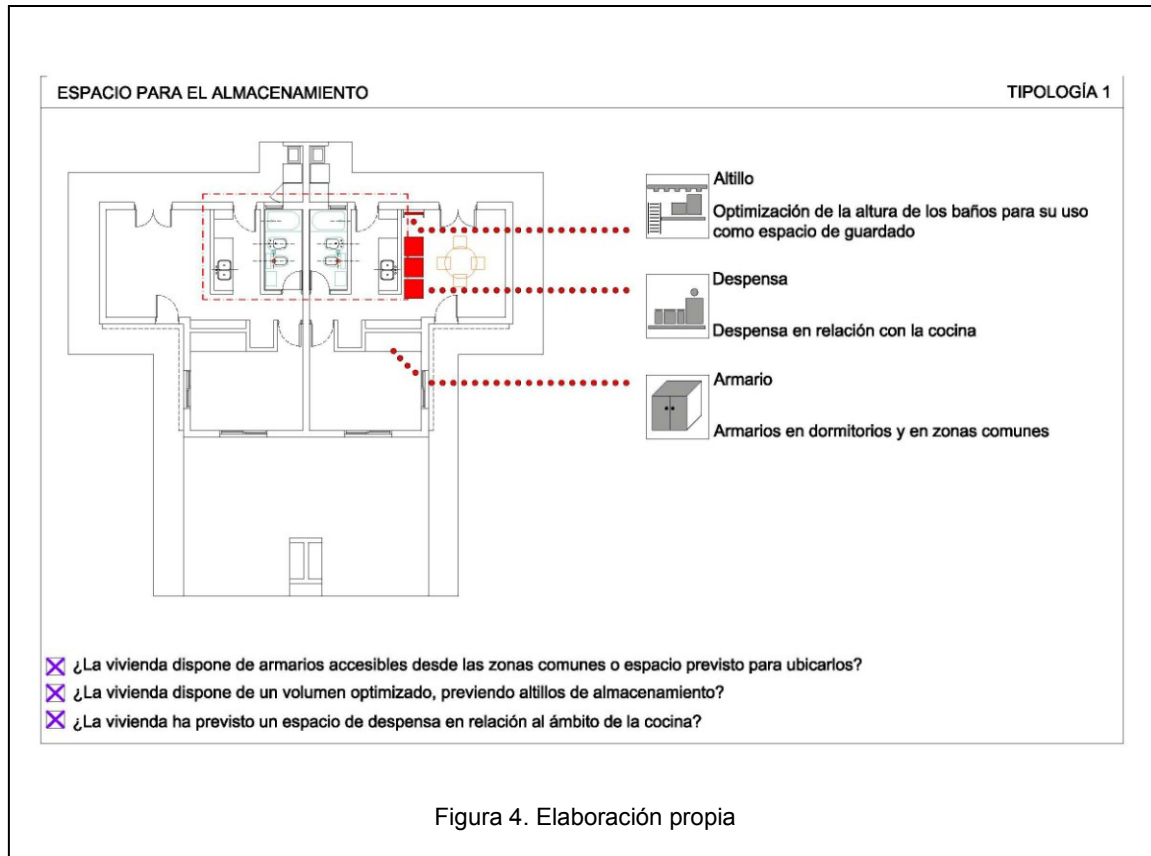 ESPACIO PARA EL ALMACENAMIENTO
TIPOLOGÍA 1
Altillo
Optimización de la altura de los baños para su uso
como espacio de guardado
Despensa
Despensa en relación con la cocina
Armario
Armarios en dormitorios y en zonas comunes
¿La vivienda dispone de armarios accesibles desde las zonas comunes o espacio previsto para ubicarlos?
¿La vivienda dispone de un volumen optimizado, previendo altillos de almacenamiento?
¿La vivienda ha previsto un espacio de despensa en relación al ámbito de la cocina?
Figura 4. Elaboración propia